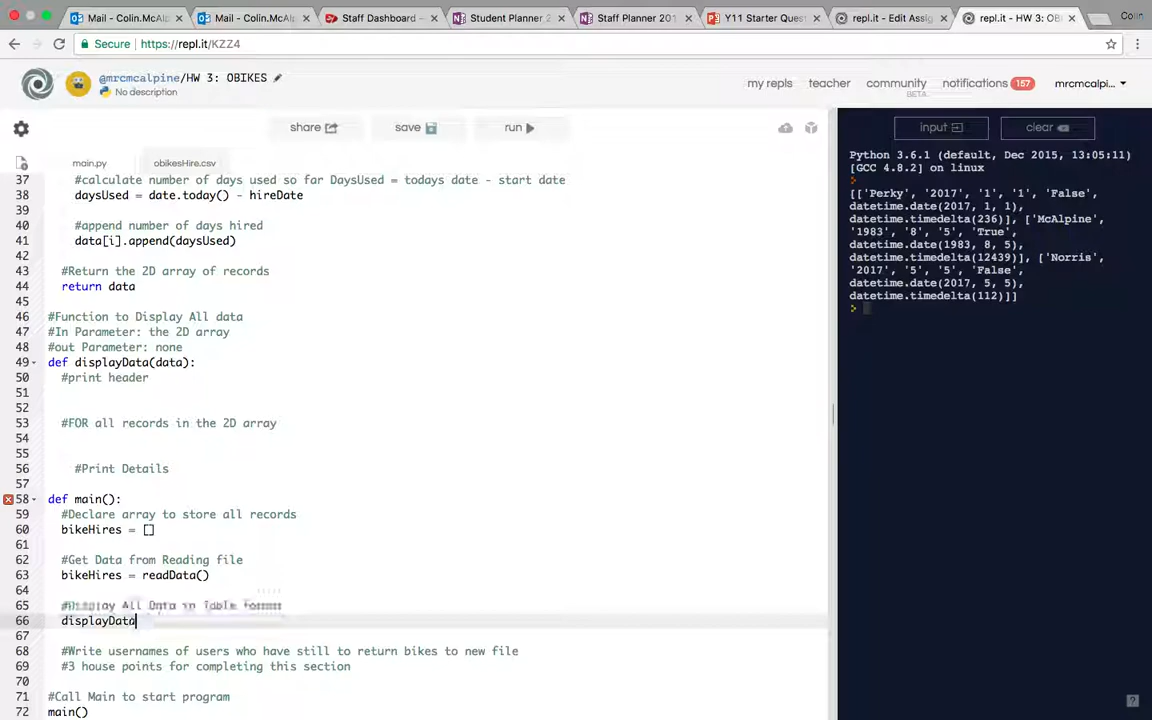 Mail - Colin.McAl
Mail - Colin.McA
Staff Dashboard -
Student Planner 2
Staff Planner 201
Y11 Starter Quest
repl.it - Edit Assig
repl.it - HW 3: OB
Colin
Secure
https://repl.it/KZZ4
@mrcmcalpine/HW 3: OBIKES
No description
my repls
teacher
community
BETA
notifications 157
mrcmcalpi...
share
save
run
input
clear
main.py
obikesHire.csv
37 #calculate number of days used so far DaysUsed = todays date - start date
38 daysUsed = date.today() - hireDate
39
40 #append number of days hired
41 data[i].append(daysUsed)
42
43 #Return the 2D array of records
44 return data
45
46 #Function to Display All data
47 #In Parameter: the 2D array
48 #out Parameter: none
49 def displayData(data):
50 #print header
51
52
53 #FOR all records in the 2D array
54
55
56 #Print Details
57
58 def main():
59 #Declare array to store all records
60 bikeHires = []
61
62 #Get Data from Reading file
63 bikeHires = readData()
64
65 #Display All Data in Table Format
66 displayData
67
68 #Write usernames of users who have still to return bikes to new file
69 #3 house points for completing this section
70
71 #Call Main to start program
72 main()
Python 3.6.1 (default, Dec 2015, 13:05:11)
[GCC 4.8.2] on linux
[['Perky', '2017', '1', '1', 'False',
datetime.date(2017, 1, 1),
datetime.timedelta(236)], ['McAlpine',
'1983', '8', '5', 'True',
datetime.date(1983, 8, 5),
datetime.timedelta(12439)], ['Norris',
'2017', '5', '5', 'False',
datetime.date(2017, 5, 5),
datetime.timedelta(112)]]